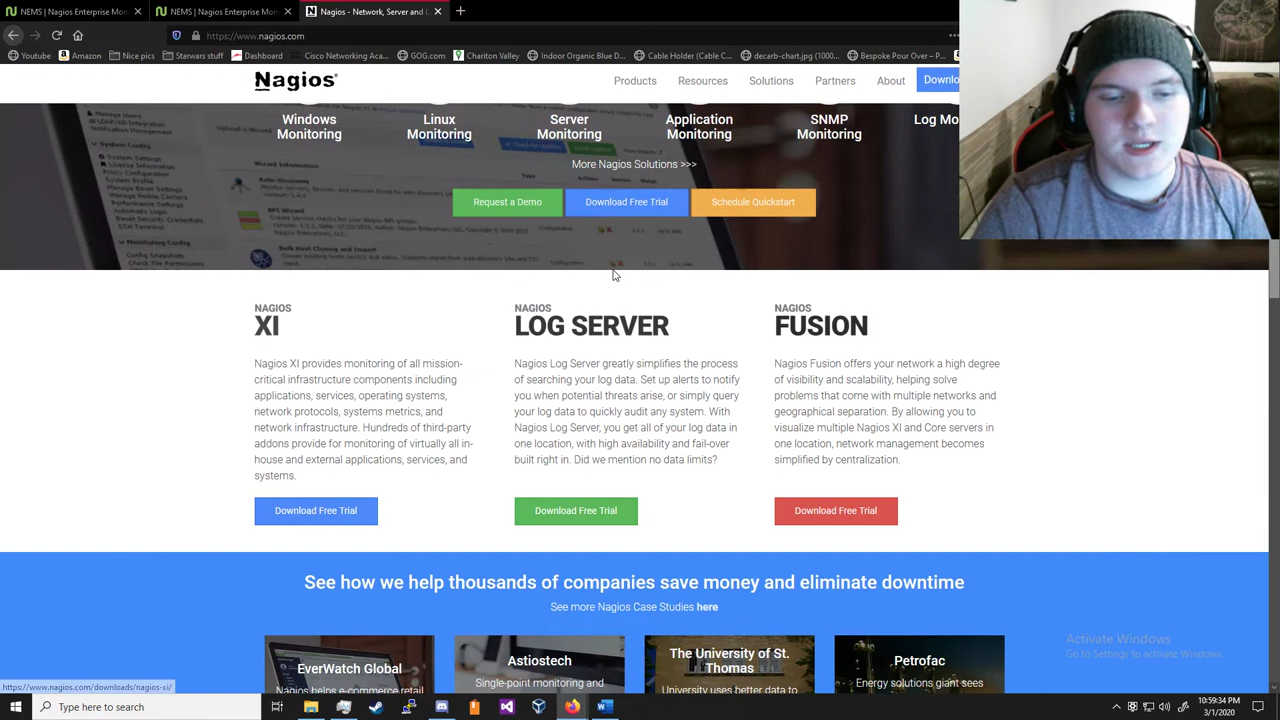 NEMS | Nagios Enterprise Mon
NEMS | Nagios Enterprise Mon
Nagios - Network, Server and L
https://www.nagios.com
Youtube
Amazon
Nice pics
Starwars stuff
Dashboard
Cisco Networking Aca...
GOG.com
Chariton Valley
Indoor Organic Blue D...
Cable Holder (Cable C...
decarb-chart.jpg (1000...
Bespoke Pour Over – P...
Nagios®
Products
Resources
Solutions
Partners
About
Downlo
Windows
Monitoring
Linux
Monitoring
Server
Monitoring
Application
Monitoring
SNMP
Monitoring
Log Mo
More Nagios Solutions >>>
Request a Demo
Download Free Trial
Schedule Quickstart
NAGIOS
XI
Nagios XI provides monitoring of all mission-
critical infrastructure components including
applications, services, operating systems,
network protocols, systems metrics, and
network infrastructure. Hundreds of third-party
addons provide for monitoring of virtually all in-
house and external applications, services, and
systems.
Download Free Trial
NAGIOS
LOG SERVER
Nagios Log Server greatly simplifies the process
of searching your log data. Set up alerts to notify
you when potential threats arise, or simply query
your log data to quickly audit any system. With
Nagios Log Server, you get all of your log data in
one location, with high availability and fail-over
built right in. Did we mention no data limits?
Download Free Trial
NAGIOS
FUSION
Nagios Fusion offers your network a high degree
of visibility and scalability, helping solve
problems that come with multiple networks and
geographical separation. By allowing you to
visualize multiple Nagios XI and Core servers in
one location, network management becomes
simplified by centralization.
Download Free Trial
See how we help thousands of companies save money and eliminate downtime
See more Nagios Case Studies here
EverWatch Global
Nagios helps e-commerce retail
Astiostech
Single-point monitoring and
The University of St.
Thomas
University uses better data to
Petrofac
Energy solutions giant sees
Activate Windows
Go to Settings to activate Windows.
https://www.nagios.com/downloads/nagios-xi/
Type here to search
10:59:34 PM
3/1/2020